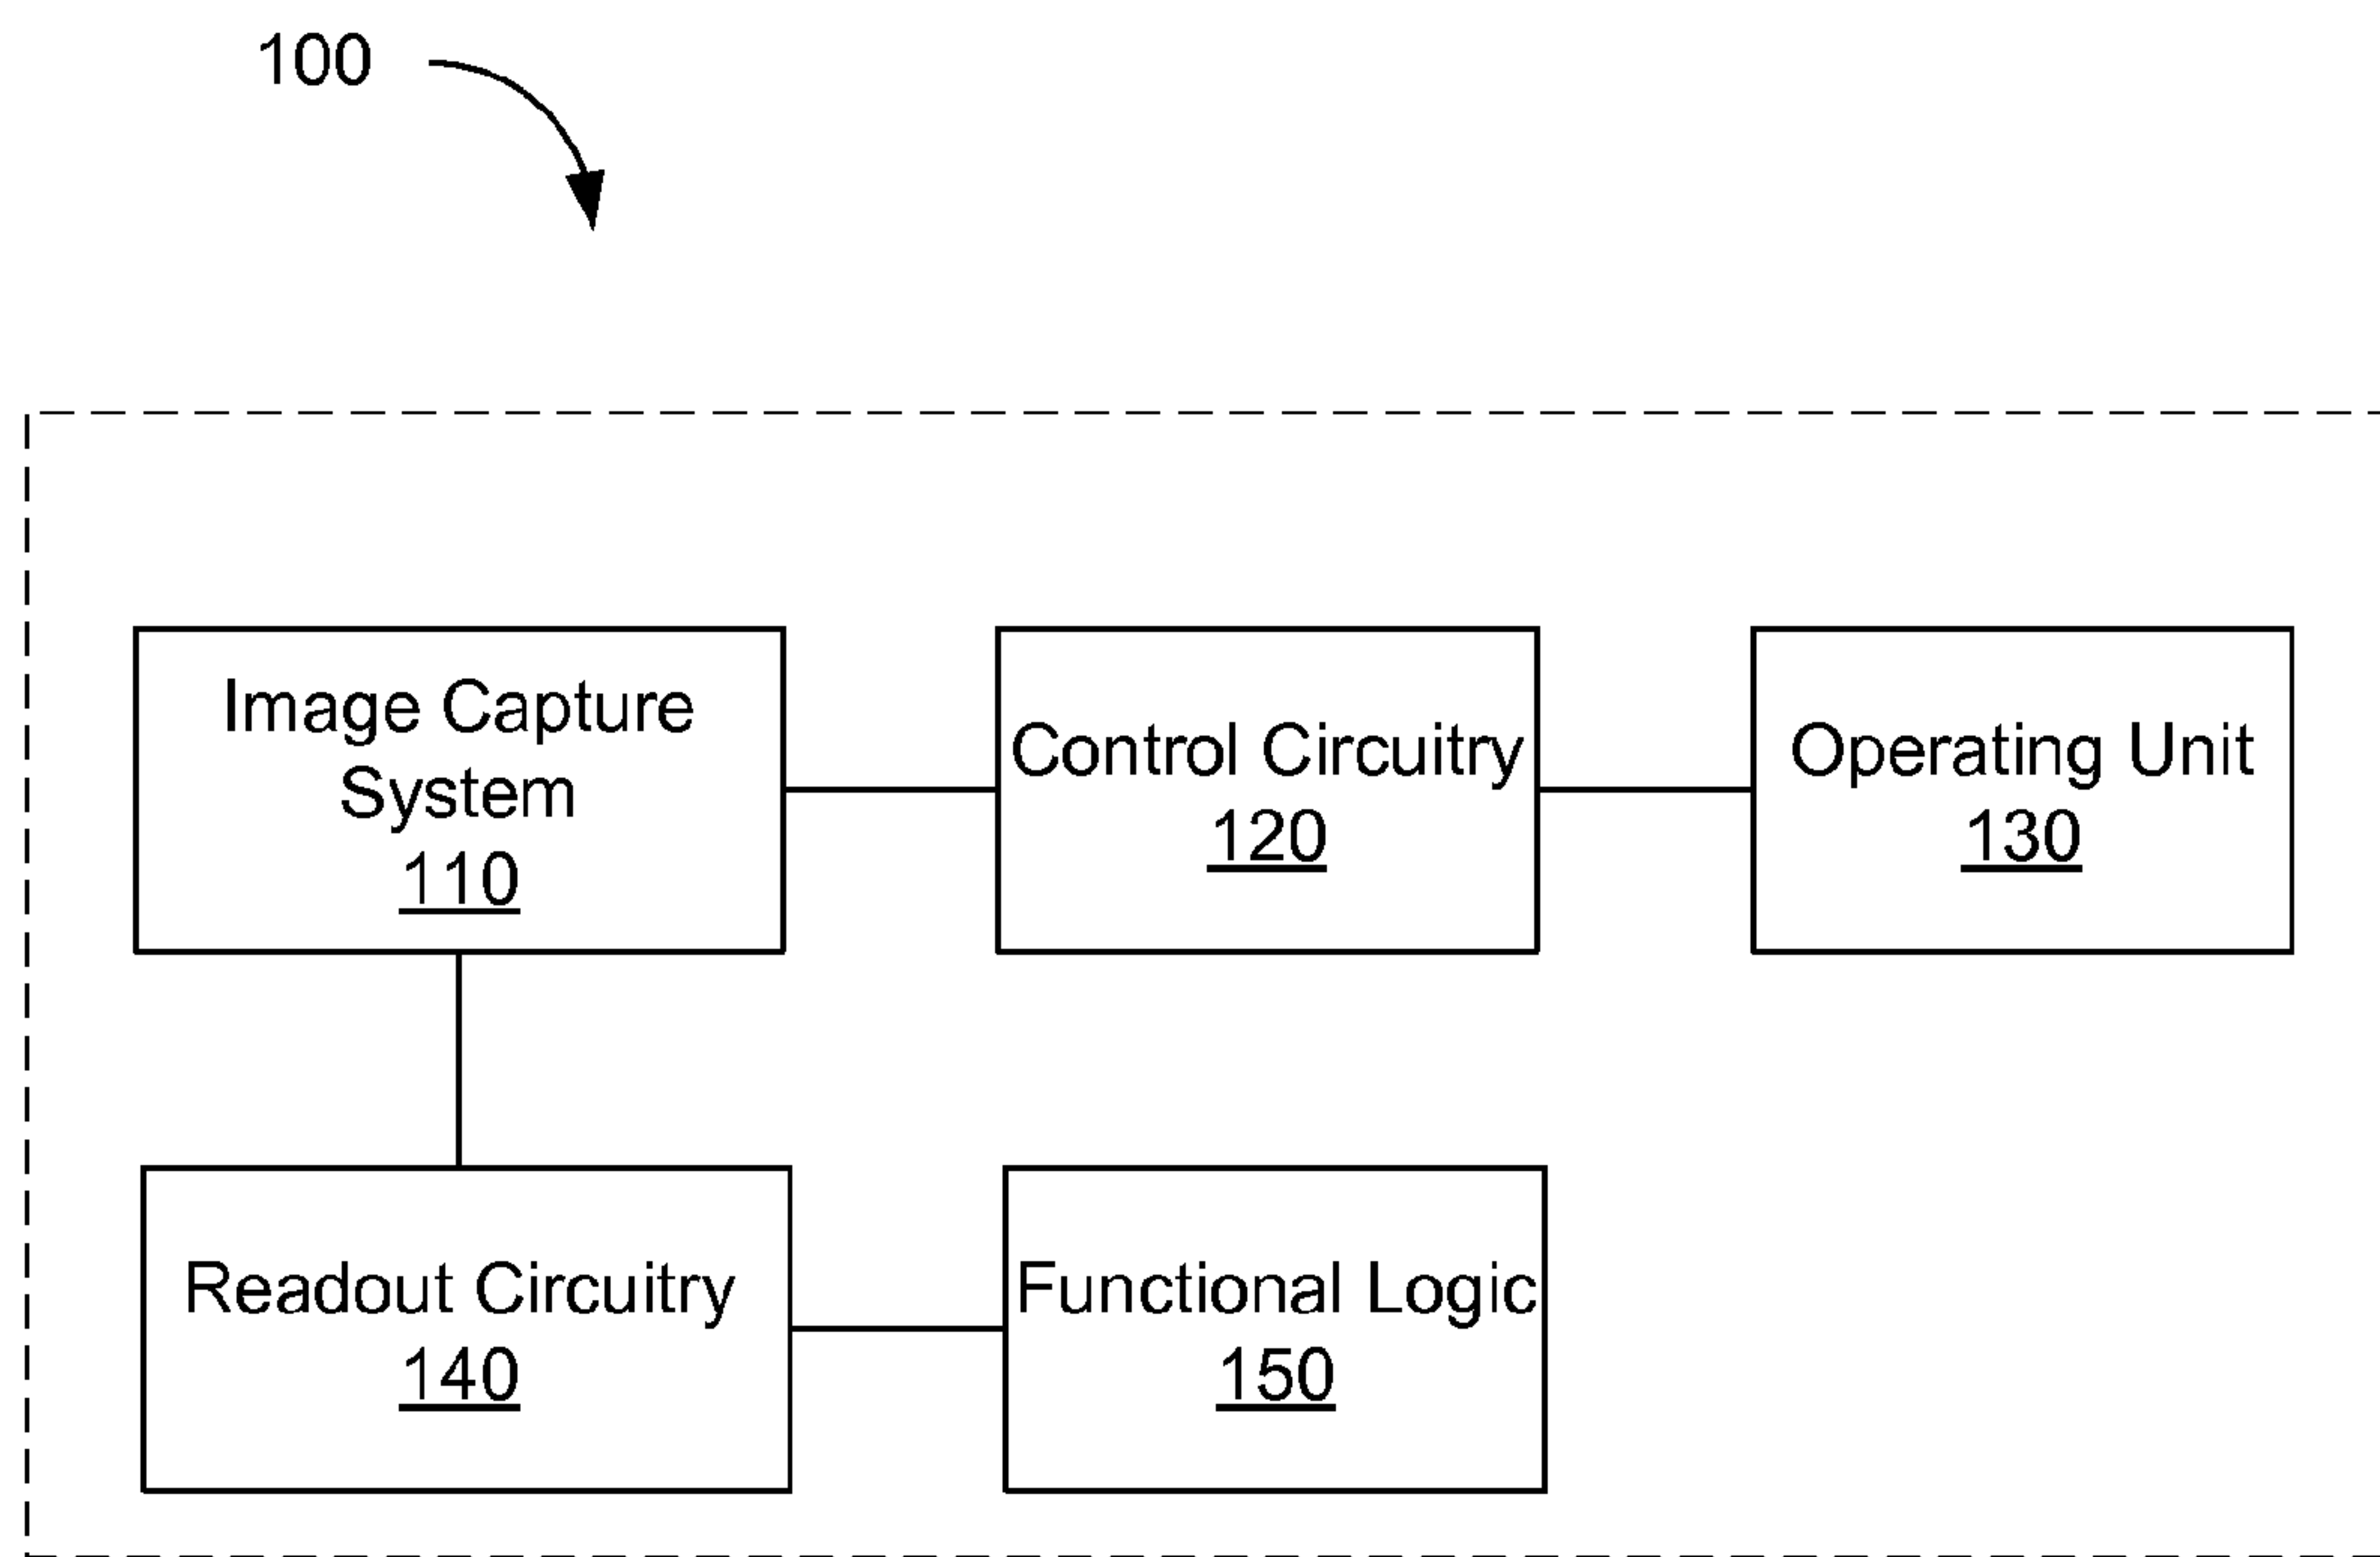 100
Image Capture
System
110
Control Circuitry
120
Operating Unit
130
Readout Circuitry
140
Functional Logic
150